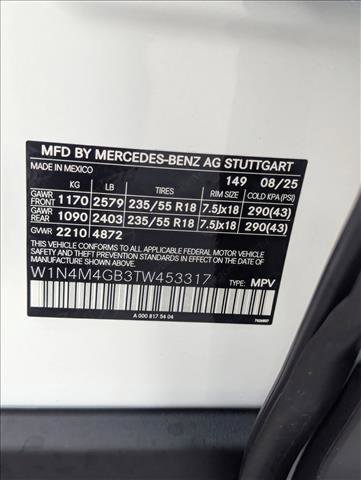 MFD BY MERCEDES-BENZ AG STUTTGART
MADE IN MEXICO 149 08/25
KG LB TIRES RIM SIZE COLD KPA(PSI)
GAWR FRONT 1170 2579 235/55 R18 7.5Jx18 290(43)
GAWR REAR 1090 2403 235/55 R18 7.5Jx18 290(43)
GVWR 2210 4872
THIS VEHICLE CONFORMS TO ALL APPLICABLE FEDERAL MOTOR VEHICLE
SAFETY, BUMPER, AND THEFT PREVENTION STANDARDS IN EFFECT ON THE
DATE OF MANUFACTURE SHOWN ABOVE.
W1N4M4GB3TW453317 TYPE: MPV
A 000 817 54 04